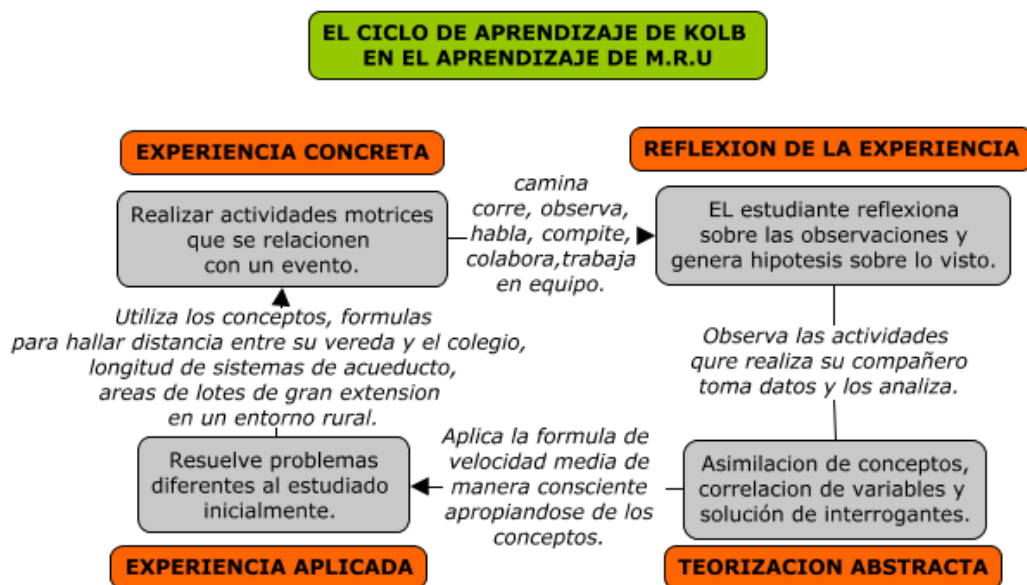 EL CICLO DE APRENDIZAJE DE KOLB
EN EL APRENDIZAJE DE M.R.U
EXPERIENCIA CONCRETA
Realizar actividades motrices
que se relacionen
con un evento.
camina
corre, observa,
habla, compite,
colabora,trabaja
en equipo.
REFLEXION DE LA EXPERIENCIA
EL estudiante reflexiona
sobre las observaciones y
genera hipotesis sobre lo visto.
Observa las actividades
qure realiza su compañero
toma datos y los analiza.
Asimilacion de conceptos,
correlacion de variables y
solución de interrogantes.
TEORIZACION ABSTRACTA
Aplica la formula de
velocidad media de
manera consciente
apropiandose de los
conceptos.
Resuelve problemas
diferentes al estudiado
inicialmente.
EXPERIENCIA APLICADA
Utiliza los conceptos, formulas
para hallar distancia entre su vereda y el colegio,
longitud de sistemas de acueducto,
areas de lotes de gran extension
en un entorno rural.